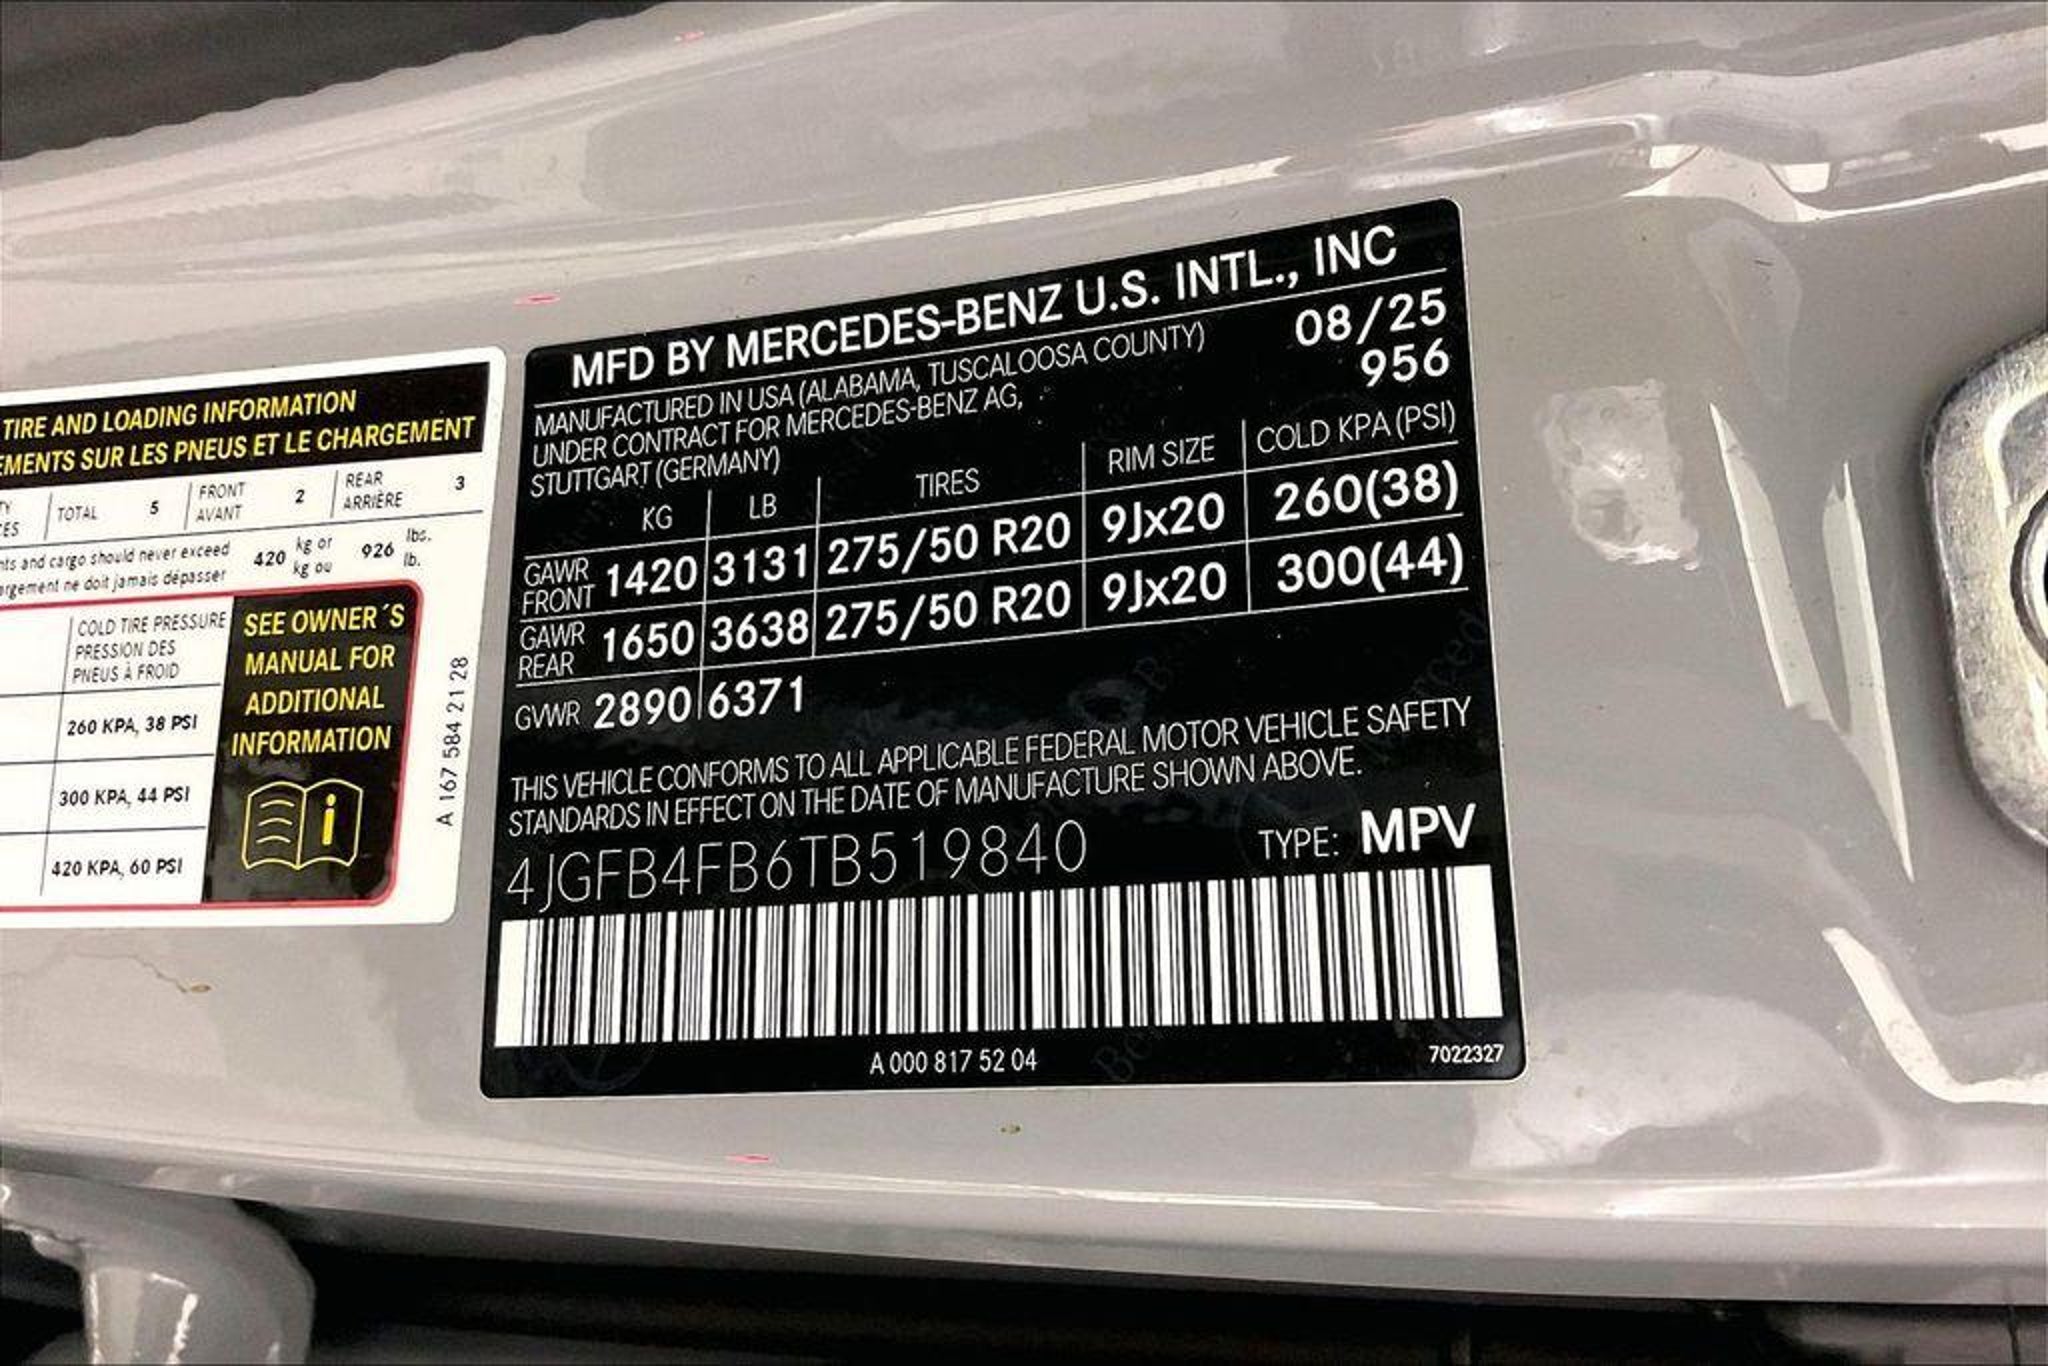 TIRE AND LOADING INFORMATION
SUR LES PNEUS ET LE CHARGEMENT
TOTAL 5 FRONT AVANT 2 REAR ARRIÈRE 3
and cargo should never exceed
ne doit jamais dépasser
420 kg or kg ou 926 lbs. lb.
COLD TIRE PRESSURE
PRESSION DES
PNEUS À FROID
260 KPA, 38 PSI
300 KPA, 44 PSI
420 KPA, 60 PSI
SEE OWNER´S
MANUAL FOR
ADDITIONAL
INFORMATION
A 167 584 21 28
MFD BY MERCEDES-BENZ U.S. INTL., INC
MANUFACTURED IN USA (ALABAMA, TUSCALOOSA COUNTY)
UNDER CONTRACT FOR MERCEDES-BENZ AG,
STUTTGART (GERMANY)
08/25
956
KG LB TIRES RIM SIZE COLD KPA (PSI)
GAWR FRONT 1420 3131 275/50 R20 9Jx20 260(38)
GAWR REAR 1650 3638 275/50 R20 9Jx20 300(44)
GVWR 2890 6371
THIS VEHICLE CONFORMS TO ALL APPLICABLE FEDERAL MOTOR VEHICLE SAFETY
STANDARDS IN EFFECT ON THE DATE OF MANUFACTURE SHOWN ABOVE.
4JGFB4FB6TB519840 TYPE: MPV
A 000 817 52 04
7022327